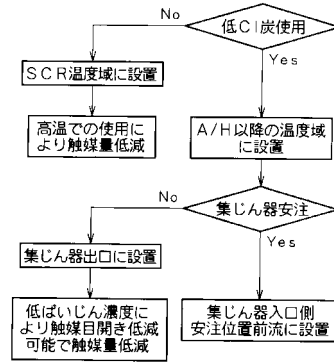 低Cl炭使用
No
Yes
SCR温度域に設置
高温での使用に
より触媒量低減
A/H以降の温度域
に設置
集じん器安注
No
Yes
集じん器出口に設置
低ばいじん濃度に
より触媒目開き低減
可能で触媒量低減
集じん器入口側
安注位置前流に設置